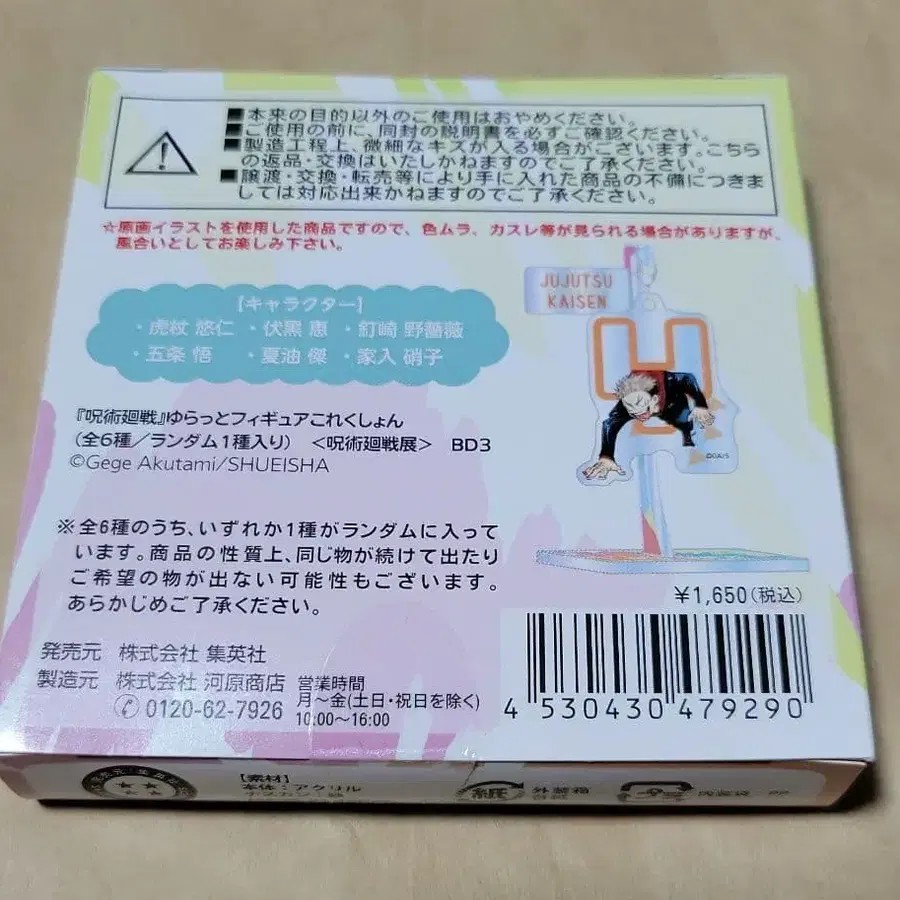 ■本来の目的以外のご使用はおやめください。
■ご使用の前に、同封の説明書を必ずご確認ください。
■製造工程上、微細なキズが入る場合がございます。こちら
の返品・交換はいたしかねますのでご了承ください。
■譲渡・交換・転売等により手に入れた商品の不備につきま
しては対応出来かねますのでご了承ください。
☆原画イラストを使用した商品ですので、色ムラ、カスレ等が見られる場合がありますが、
風合いとしてお楽しみ下さい。
JUJUTSU
KAISEN
[キャラクター]
・虎杖 悠仁 ・伏黒 恵 ・釘崎 野薔薇
・五条 悟 ・夏油 傑 ・家入 硝子
『呪術廻戦』ゆらっとフィギュアこれくしょん
(全6種/ランダム1種入り) <呪術廻戦展> BD3
©Gege Akutami/SHUEISHA
※全6種のうち、いずれか1種がランダムに入って
います。商品の性質上、同じ物が続けて出たり
ご希望の物が出ない可能性もございます。
あらかじめご了承ください。
¥1,650(税込)
発売元 株式会社 集英社
製造元 株式会社 河原商店 営業時間
0120-62-7926 月～金(土日・祝日を除く)
10:00～16:00
4 530430 479290
[素材]
本体:アクリル
紙 外装箱